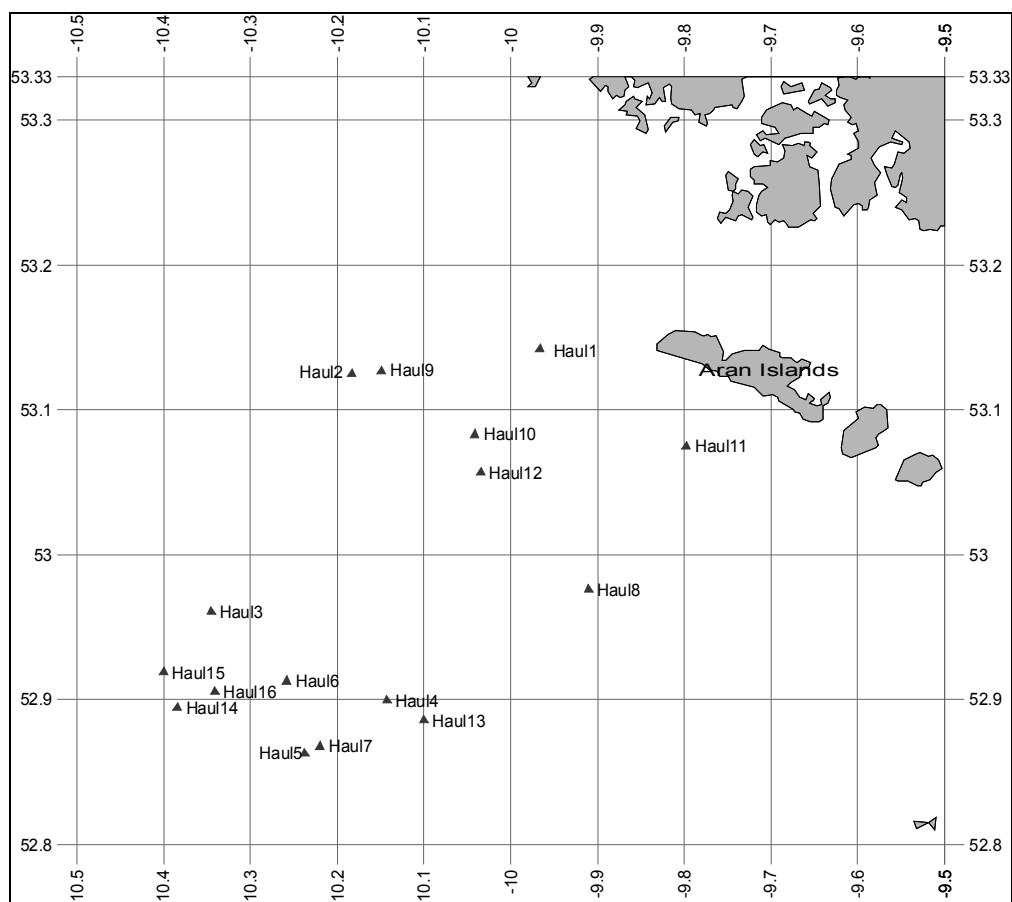 -10.5 -10.4 -10.3 -10.2 -10.1 -10 -9.9 -9.8 -9.7 -9.6 -9.5
53.33 53.33
53.3 53.3
53.2 53.2
Haul1
Haul2 Haul9 Aran Islands
53.1 53.1
Haul10
Haul11
Haul12
53 53
Haul8
Haul3
Haul15
Haul6
Haul16
52.9 Haul4 52.9
Haul14
Haul13
Haul7
Haul5
52.8 52.8
-10.5 -10.4 -10.3 -10.2 -10.1 -10 -9.9 -9.8 -9.7 -9.6 -9.5